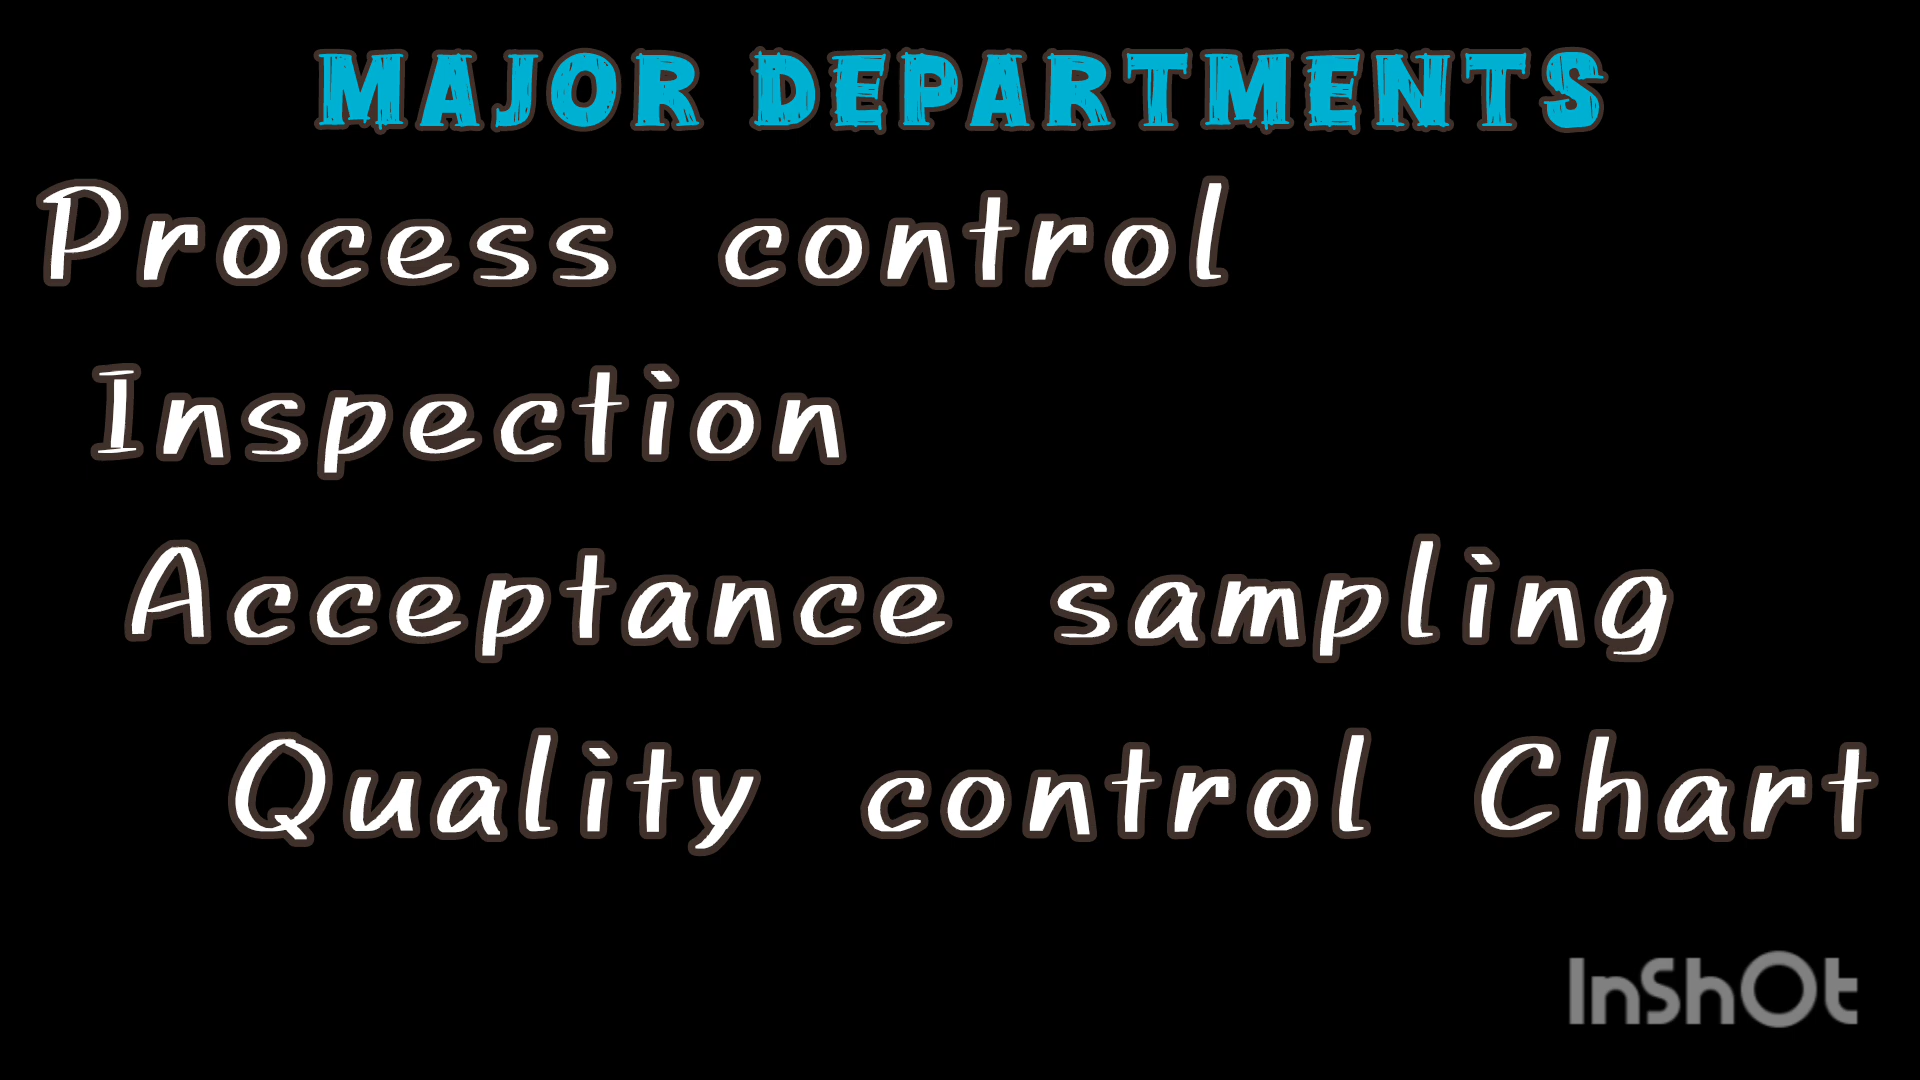 MAJOR DEPARTMENTS
Process control
Inspection
Acceptance sampling
Quality control Chart
InShOt